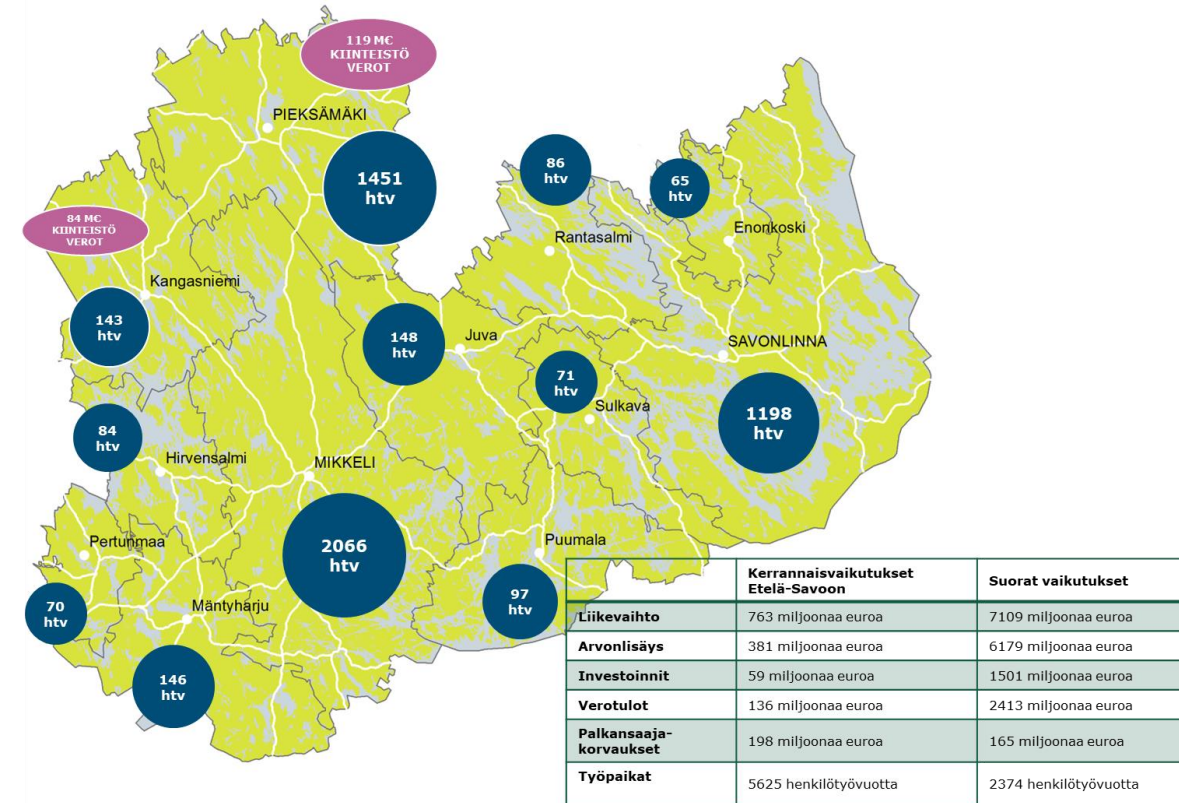 119 M€
KIINTEISTÖ
VEROT
PIEKSÄMÄKI
1451
htv
86
htv
65
htv
84 M€
KIINTEISTÖ
VEROT
Enonkoski
Rantasalmi
Kangasniemi
143
htv
148
htv
Juva
SAVONLINNA
71
htv
Sulkava
1198
htv
84
htv
Hirvensalmi
MIKKELI
2066
htv
Pertunmaa
Puumala
97
htv
70
htv
Mäntyharju
146
htv
Kerrannaisvaikutukset
Etelä-Savoon
Suorat vaikutukset
Liikevaihto 763 miljoonaa euroa 7109 miljoonaa euroa
Arvonlisäys 381 miljoonaa euroa 6179 miljoonaa euroa
Investoinnit 59 miljoonaa euroa 1501 miljoonaa euroa
Verotulot 136 miljoonaa euroa 2413 miljoonaa euroa
Palkansaaja-
korvaukset 198 miljoonaa euroa 165 miljoonaa euroa
Työpaikat 5625 henkilötyövuotta 2374 henkilötyövuotta